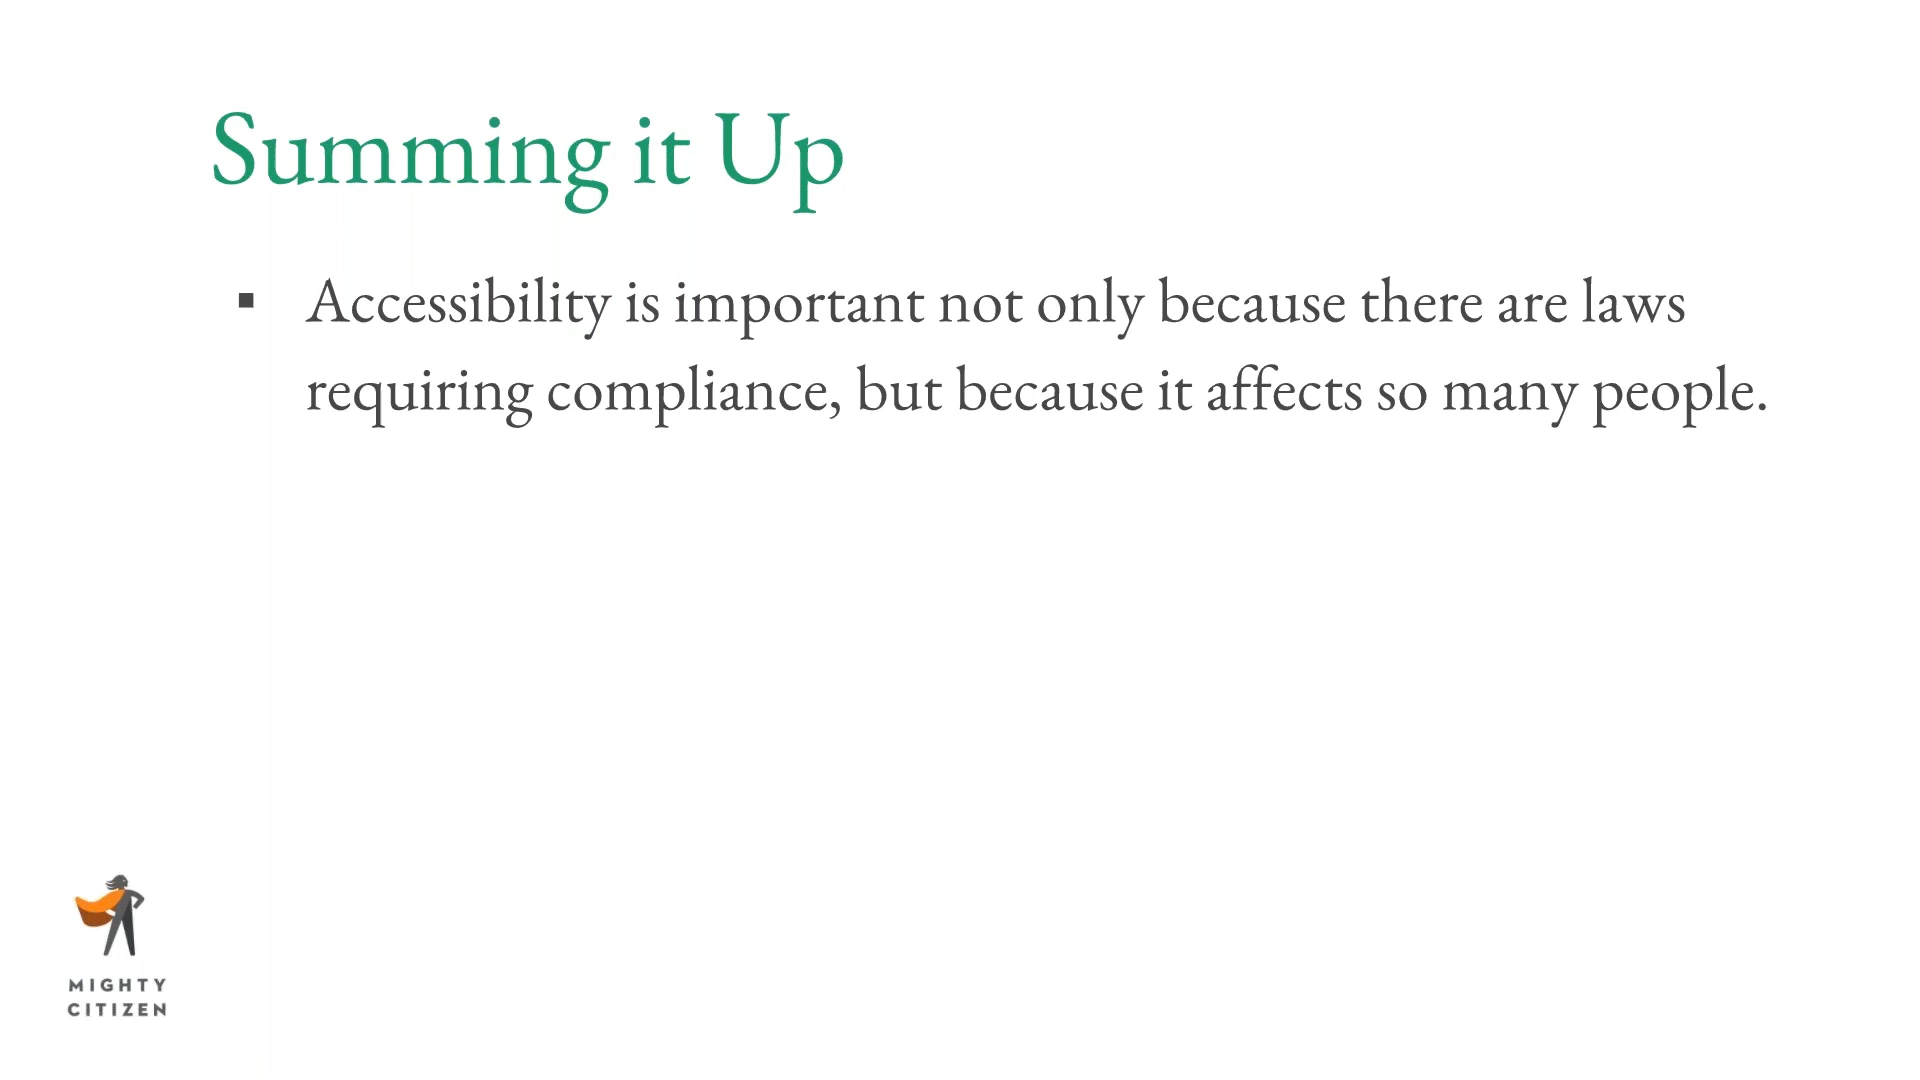 Summing it Up
▪ Accessibility is important not only because there are laws
requiring compliance, but because it affects so many people.
MIGHTY
CITIZEN